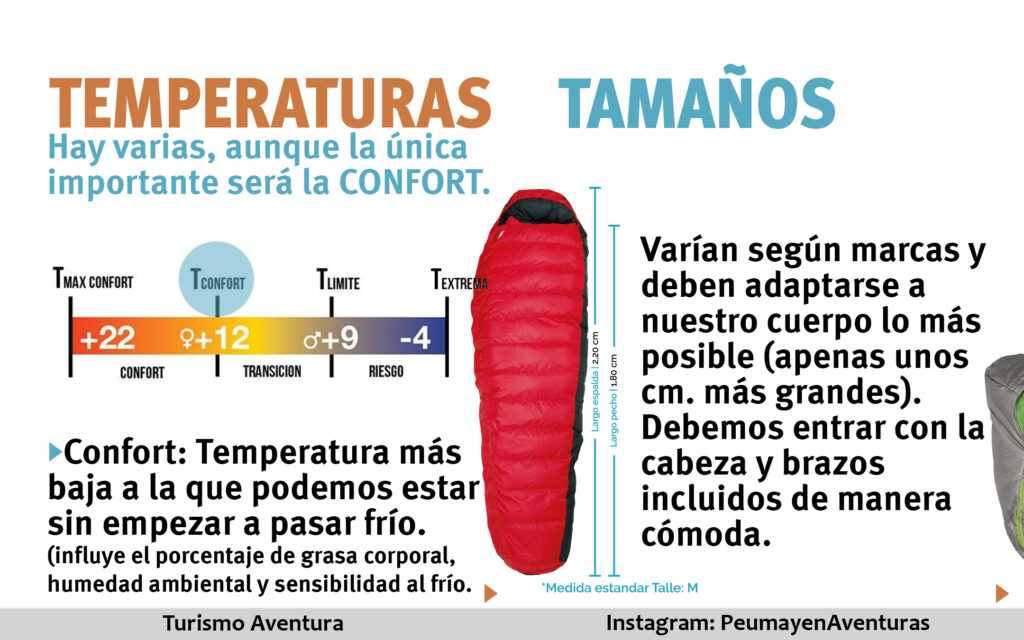 TEMPERATURAS
Hay varias, aunque la única
importante será la CONFORT.
TMAX CONFORT TCONFORT TLIMITE TEXTREMA
+22 ♀+12 ♂+9 -4
CONFORT TRANSICION RIESGO
▸Confort: Temperatura más
baja a la que podemos estar
sin empezar a pasar frío.
(influye el porcentaje de grasa corporal,
humedad ambiental y sensibilidad al frío.
TAMAÑOS
Largo espalda | 2,20 cm
Largo pecho | 1,80 cm
*Medida estandar Talle: M
Varían según marcas y
deben adaptarse a
nuestro cuerpo lo más
posible (apenas unos
cm. más grandes).
Debemos entrar con la
cabeza y brazos
incluidos de manera
cómoda.
Turismo Aventura
Instagram: PeumayenAventuras